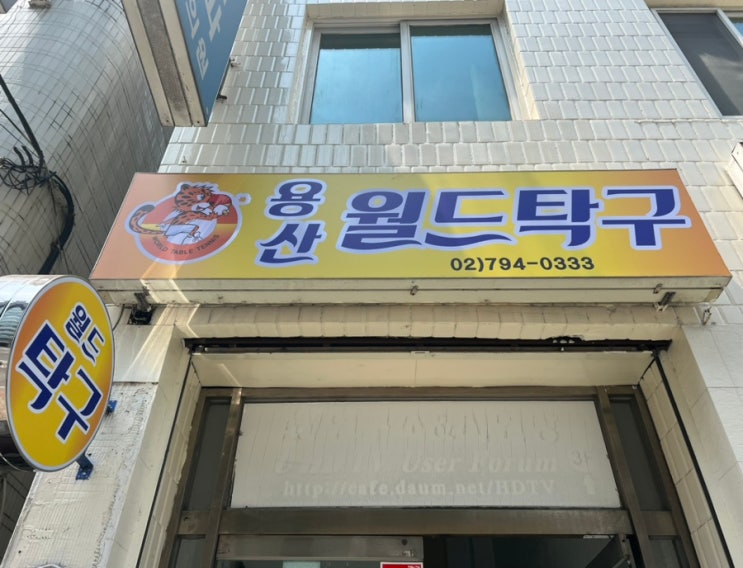 용산 월드탁구
02)794-0333
WORLD TABLE TENNIS
월드
탁구
User Forum 3F
http://cafe.daum.net/HDTV